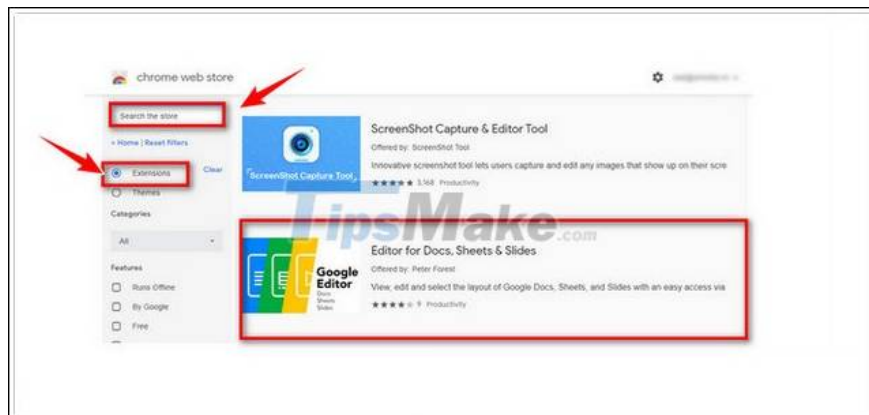 chrome web store
Search the store
« Home | Reset filters
Extensions
Clear
Themes
Categories
All
Features
Runs Offline
By Google
Free
ScreenShot Capture Tool
ScreenShot Capture & Editor Tool
Offered by: ScreenShot Tool
Innovative screenshot tool lets users capture and edit any images that show up on their scre
3,168 Productivity
TipsMake.com
Google
Editor
Docs
Sheets
Slides
Editor for Docs, Sheets & Slides
Offered by: Peter Forest
View, edit and select the layout of Google Docs, Sheets, and Slides with an easy access via
9 Productivity